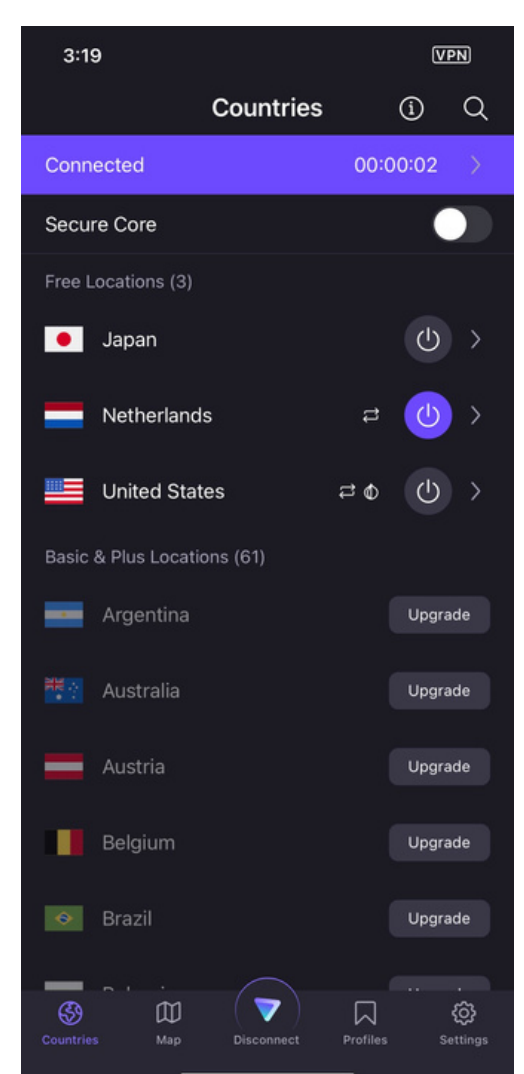 3:19
VPN
Countries
Connected 00:00:02
Secure Core
Free Locations (3)
Japan
Netherlands
United States
Basic & Plus Locations (61)
Argentina Upgrade
Australia Upgrade
Austria Upgrade
Belgium Upgrade
Brazil Upgrade
Countries Map Disconnect Profiles Settings